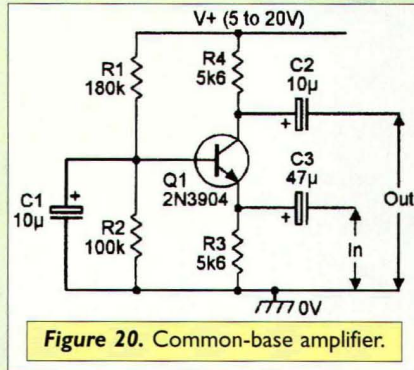 V+ (5 to 20V)
R1
180k
R4
5k6
C2
10µ
+
Q1
2N3904
C3
47µ
+
C1
10µ
+
R2
100k
R3
5k6
In
Out
0V
Figure 20. Common-base amplifier.